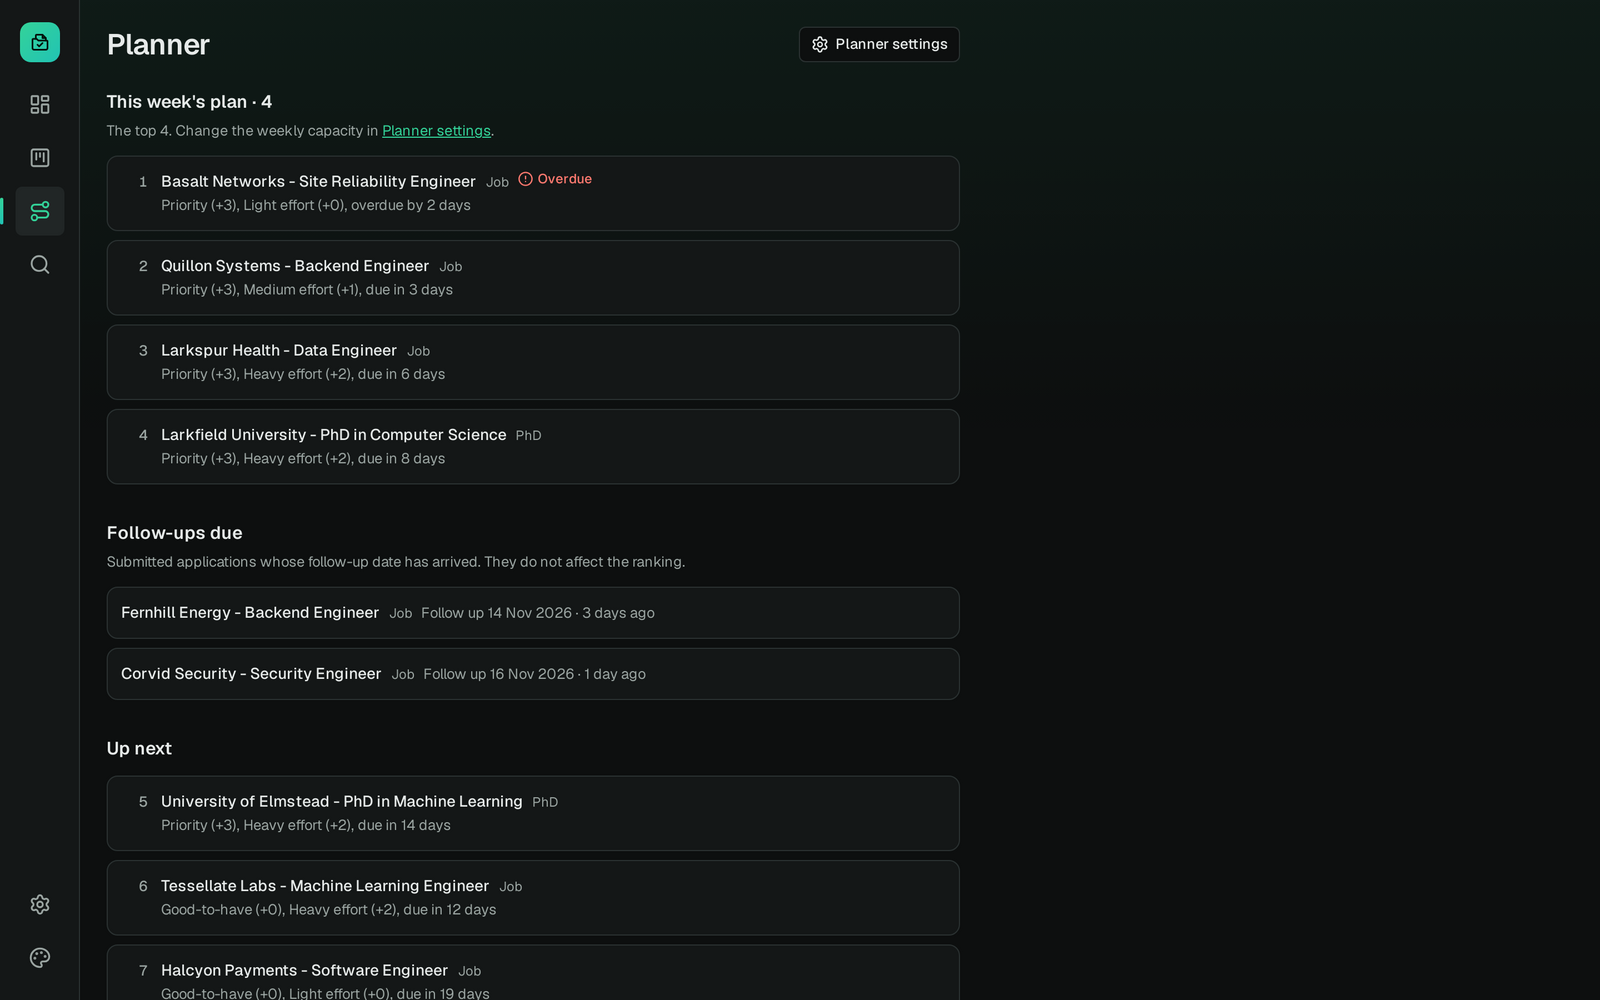 Planner
Planner settings
This week's plan · 4
The top 4. Change the weekly capacity in Planner settings.
1 Basalt Networks - Site Reliability Engineer Job Overdue
Priority (+3), Light effort (+0), overdue by 2 days
2 Quillon Systems - Backend Engineer Job
Priority (+3), Medium effort (+1), due in 3 days
3 Larkspur Health - Data Engineer Job
Priority (+3), Heavy effort (+2), due in 6 days
4 Larkfield University - PhD in Computer Science PhD
Priority (+3), Heavy effort (+2), due in 8 days
Follow-ups due
Submitted applications whose follow-up date has arrived. They do not affect the ranking.
Fernhill Energy - Backend Engineer Job Follow up 14 Nov 2026 · 3 days ago
Corvid Security - Security Engineer Job Follow up 16 Nov 2026 · 1 day ago
Up next
5 University of Elmstead - PhD in Machine Learning PhD
Priority (+3), Heavy effort (+2), due in 14 days
6 Tessellate Labs - Machine Learning Engineer Job
Good-to-have (+0), Heavy effort (+2), due in 12 days
7 Halcyon Payments - Software Engineer Job
Good-to-have (+0), Light effort (+0), due in 19 days